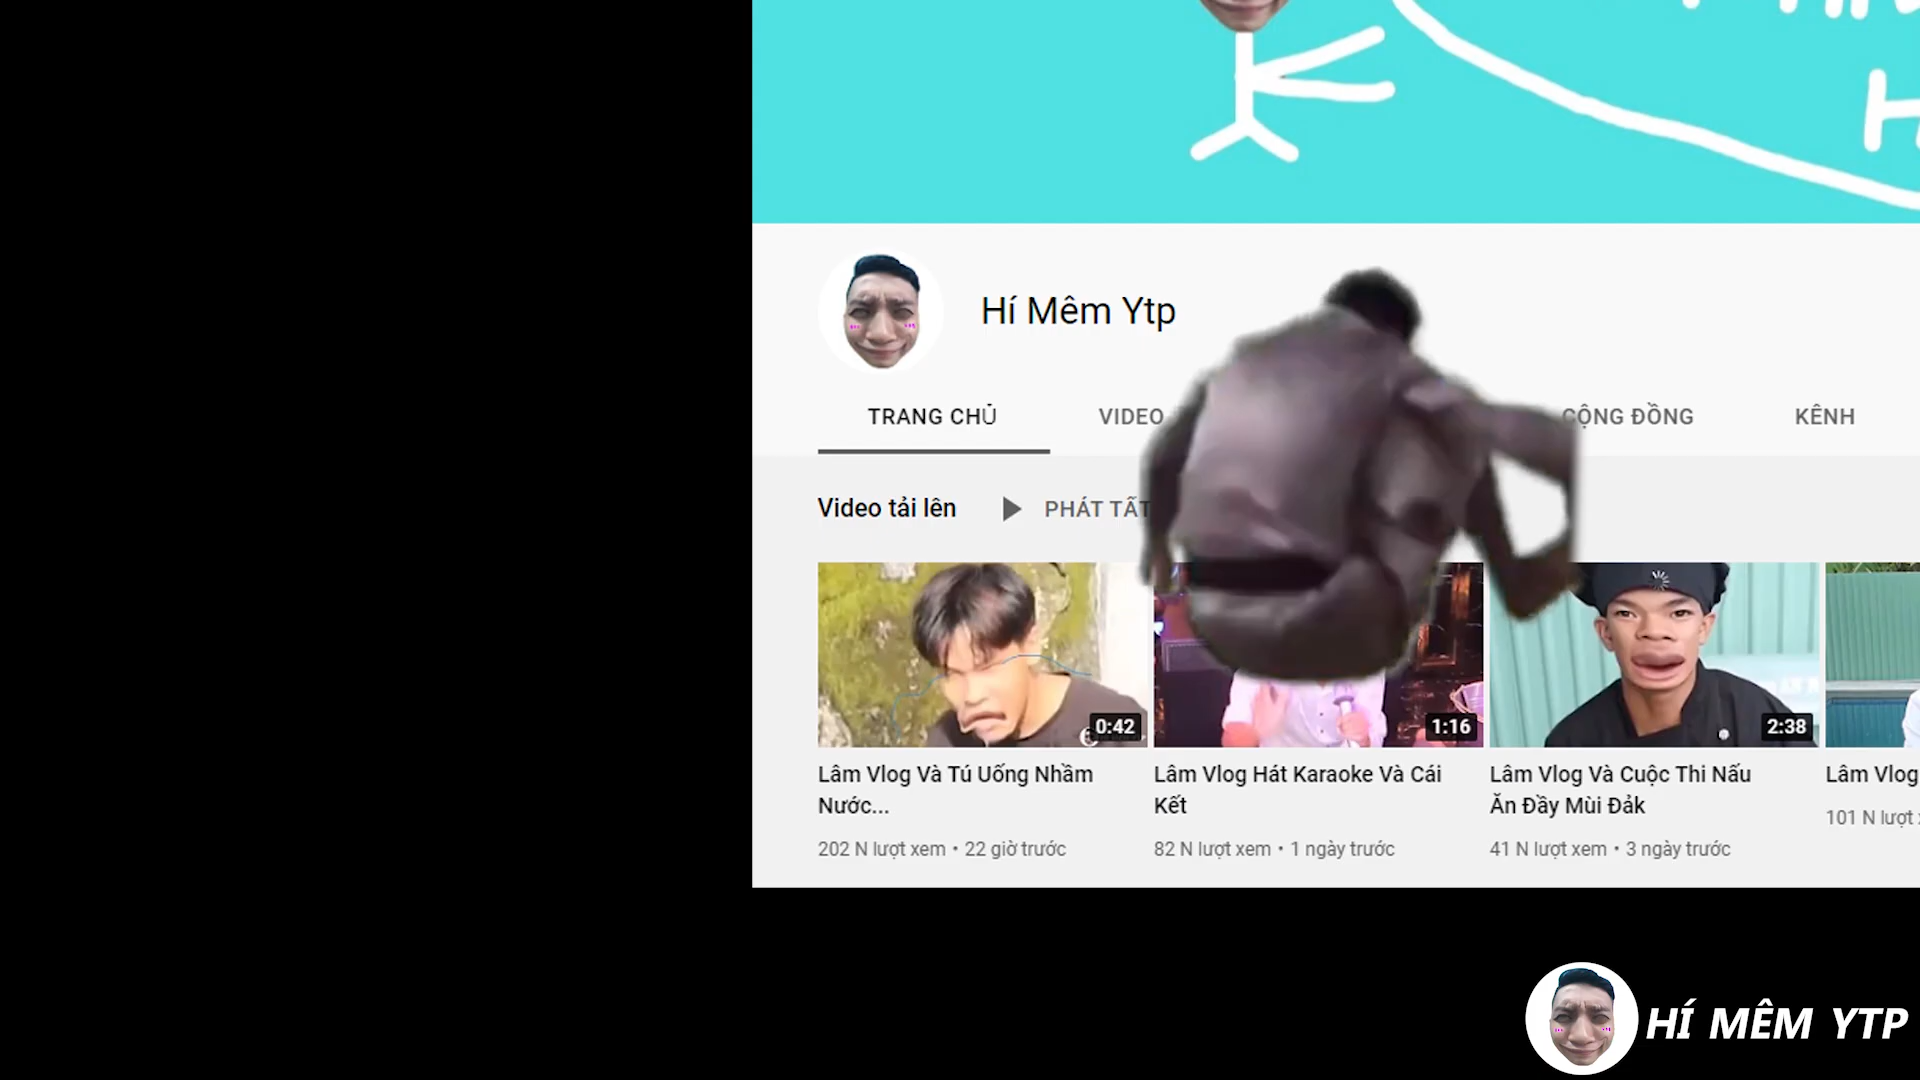 Hí Mêm Ytp
TRANG CHỦ
VIDEO
CỘNG ĐỒNG
KÊNH
Video tải lên
PHÁT TẤT
0:42
1:16
2:38
Lâm Vlog Và Tú Uống Nhầm
Nước...
202 N lượt xem • 22 giờ trước
Lâm Vlog Hát Karaoke Và Cái
Kết
82 N lượt xem • 1 ngày trước
Lâm Vlog Và Cuộc Thi Nấu
Ăn Đầy Mùi Đảk
41 N lượt xem • 3 ngày trước
Lâm Vlog
101 N lượt
HÍ MÊM YTP